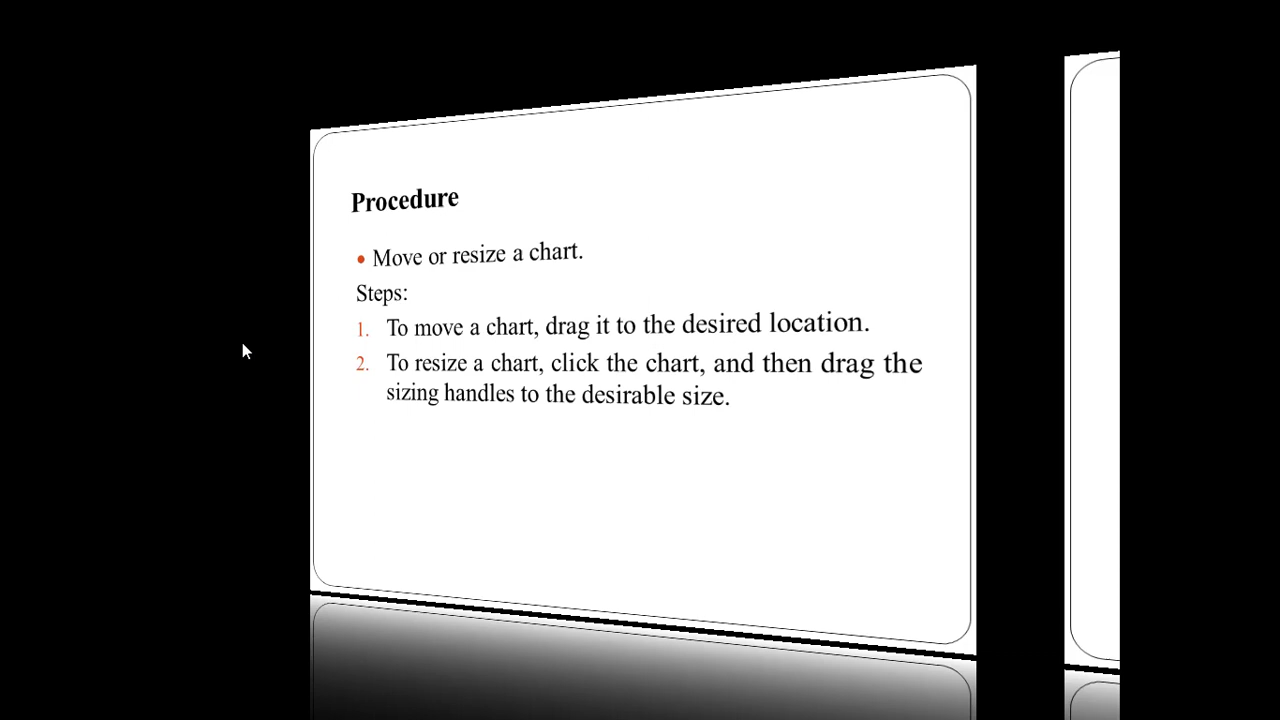 Procedure
• Move or resize a chart.
Steps:
1. To move a chart, drag it to the desired location.
2. To resize a chart, click the chart, and then drag the
sizing handles to the desirable size.